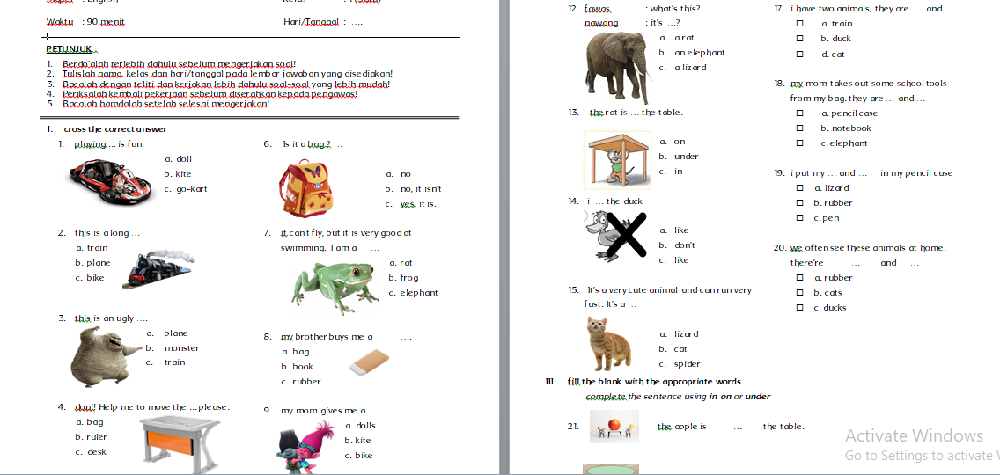 Waktu : 90 menit
Hari/Tanggal : ....
PETUNJUK :
1. Berdo'alah terlebih dahulu sebelum mengerjakan soal!
2. Tulislah nama, kelas dan hari/tanggal pada lembar jawaban yang disediakan!
3. Bacalah dengan teliti dan kerjakan lebih dahulu soal-soal yang lebih mudah!
4. Periksalah kembali pekerjaan sebelum diserahkan kepada pengawas!
5. Bacalah hamdalah setelah selesai mengerjakan!
I. cross the correct answer
1. playing ... is fun.
a. doll
b. kite
c. go-kart
2. this is a long ...
a. train
b. plane
c. bike
3. this is an ugly ....
a. plane
b. monster
c. train
4. dani! Help me to move the ... please.
a. bag
b. ruler
c. desk
6. Is it a bag? ...
a. no
b. no, it isn't
c. yes, it is.
7. it can't fly, but it is very good at
swimming. I am a ...
a. rat
b. frog
c. elephant
8. my brother buys me a ....
a. bag
b. book
c. rubber
9. my mom gives me a ...
a. dolls
b. kite
c. bike
12. fawas : what's this?
nawang : it's ...?
a. a rat
b. an elephant
c. a lizard
13. the rat is ... the table.
a. on
b. under
c. in
14. i ... the duck
a. like
b. don't
c. like
15. It's a very cute animal and can run very
fast. It's a ...
a. lizard
b. cat
c. spider
III. fill the blank with the appropriate words.
complete the sentence using in on or under
21. the apple is ... the table.
17. i have two animals, they are ... and ...
a. train
b. duck
d. cat
18. my mom takes out some school tools
from my bag. they are ... and ...
a. pencil case
b. notebook
c. elephant
19. i put my ... and ... in my pencil case
a. lizard
b. rubber
c. pen
20. we often see these animals at home.
there're ... and ...
a. rubber
b. cats
c. ducks
Activate Windows
Go to Settings to activate